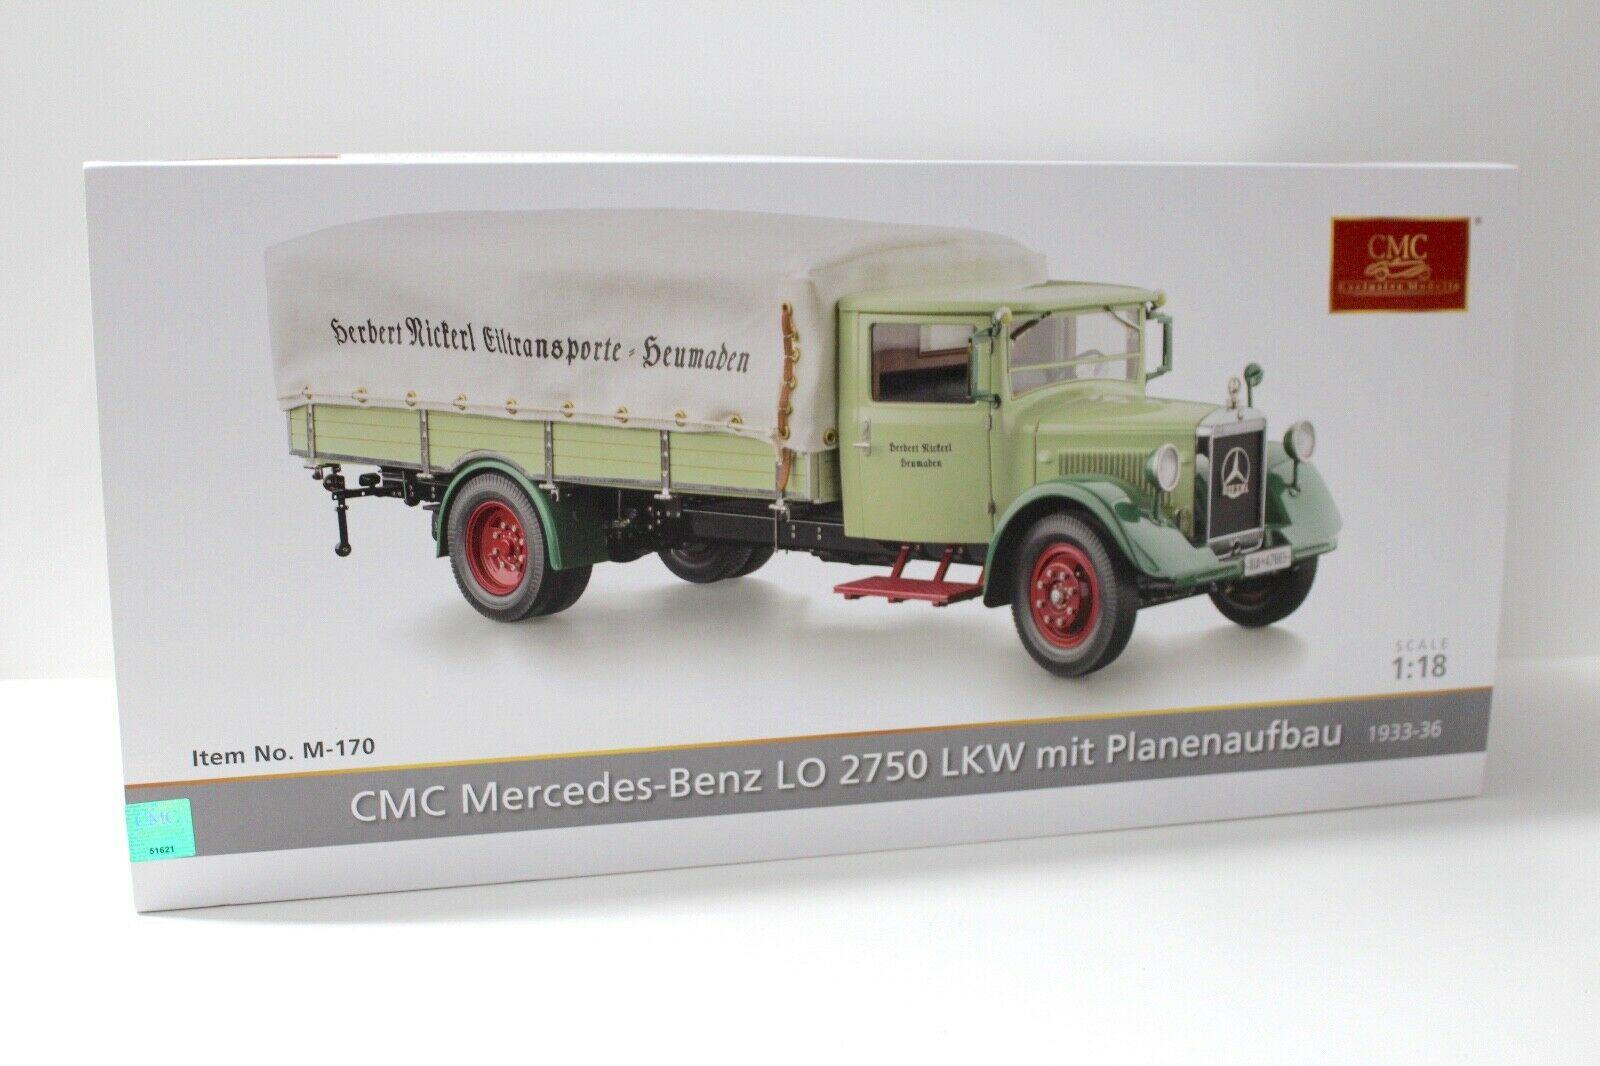 CMC
Exclusive Modelle
Herbert Nickerl Eiltransporte - Heumaden
Herbert Nickerl
Heumaden
SCALE
1:18
Item No. M-170
CMC Mercedes-Benz LO 2750 LKW mit Planenaufbau 1933-36
CMC
51621